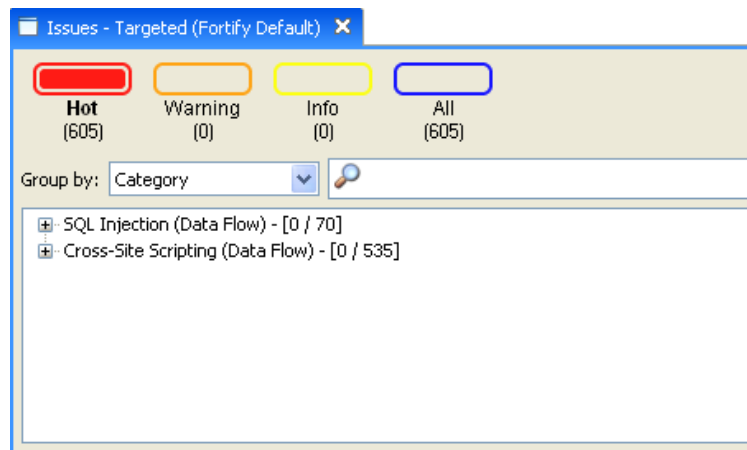 Issues - Targeted (Fortify Default)
Hot Warning Info All
(605) (0) (0) (605)
Group by: Category
SQL Injection (Data Flow) - [0 / 70]
Cross-Site Scripting (Data Flow) - [0 / 535]